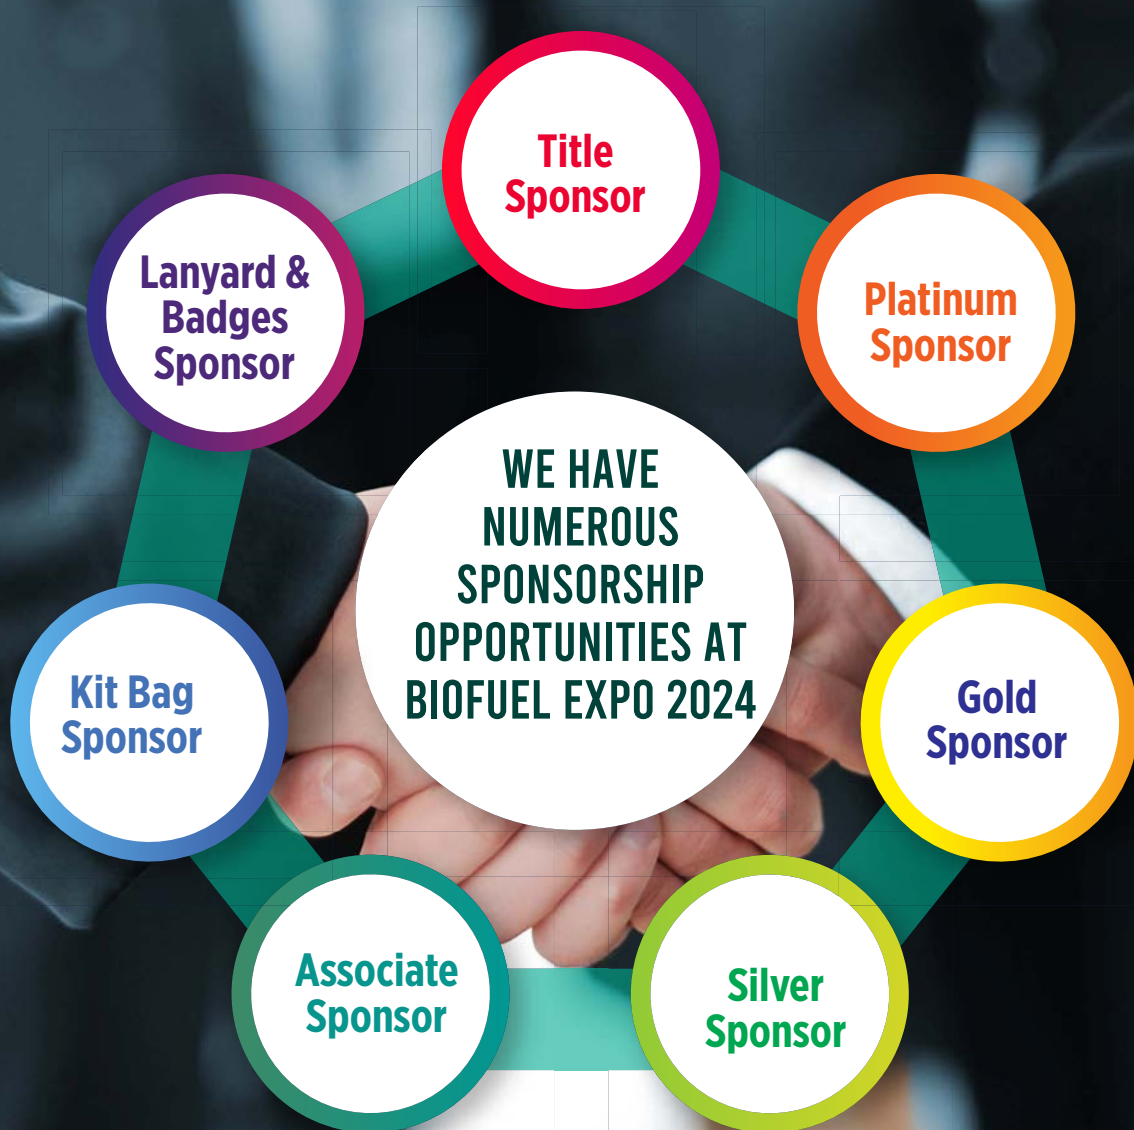 Title
Sponsor
Lanyard &
Badges
Sponsor
Platinum
Sponsor
WE HAVE
NUMEROUS
SPONSORSHIP
OPPORTUNITIES AT
BIOFUEL EXPO 2024
Kit Bag
Sponsor
Gold
Sponsor
Associate
Sponsor
Silver
Sponsor